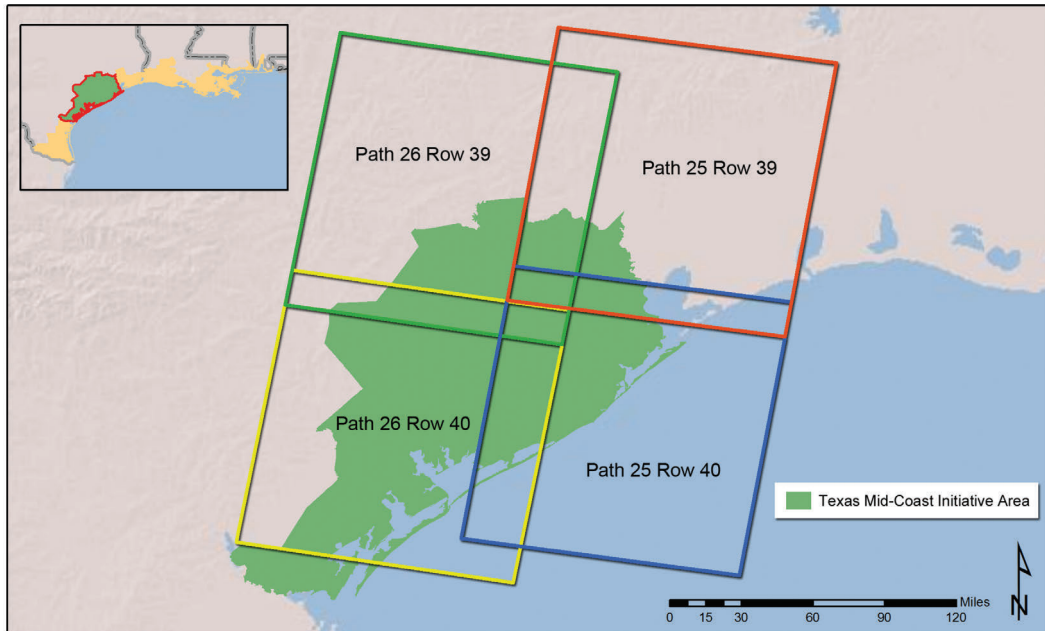 Path 26 Row 39
Path 25 Row 39
Path 26 Row 40
Path 25 Row 40
Texas Mid-Coast Initiative Area
Miles
0 15 30 60 90 120
N